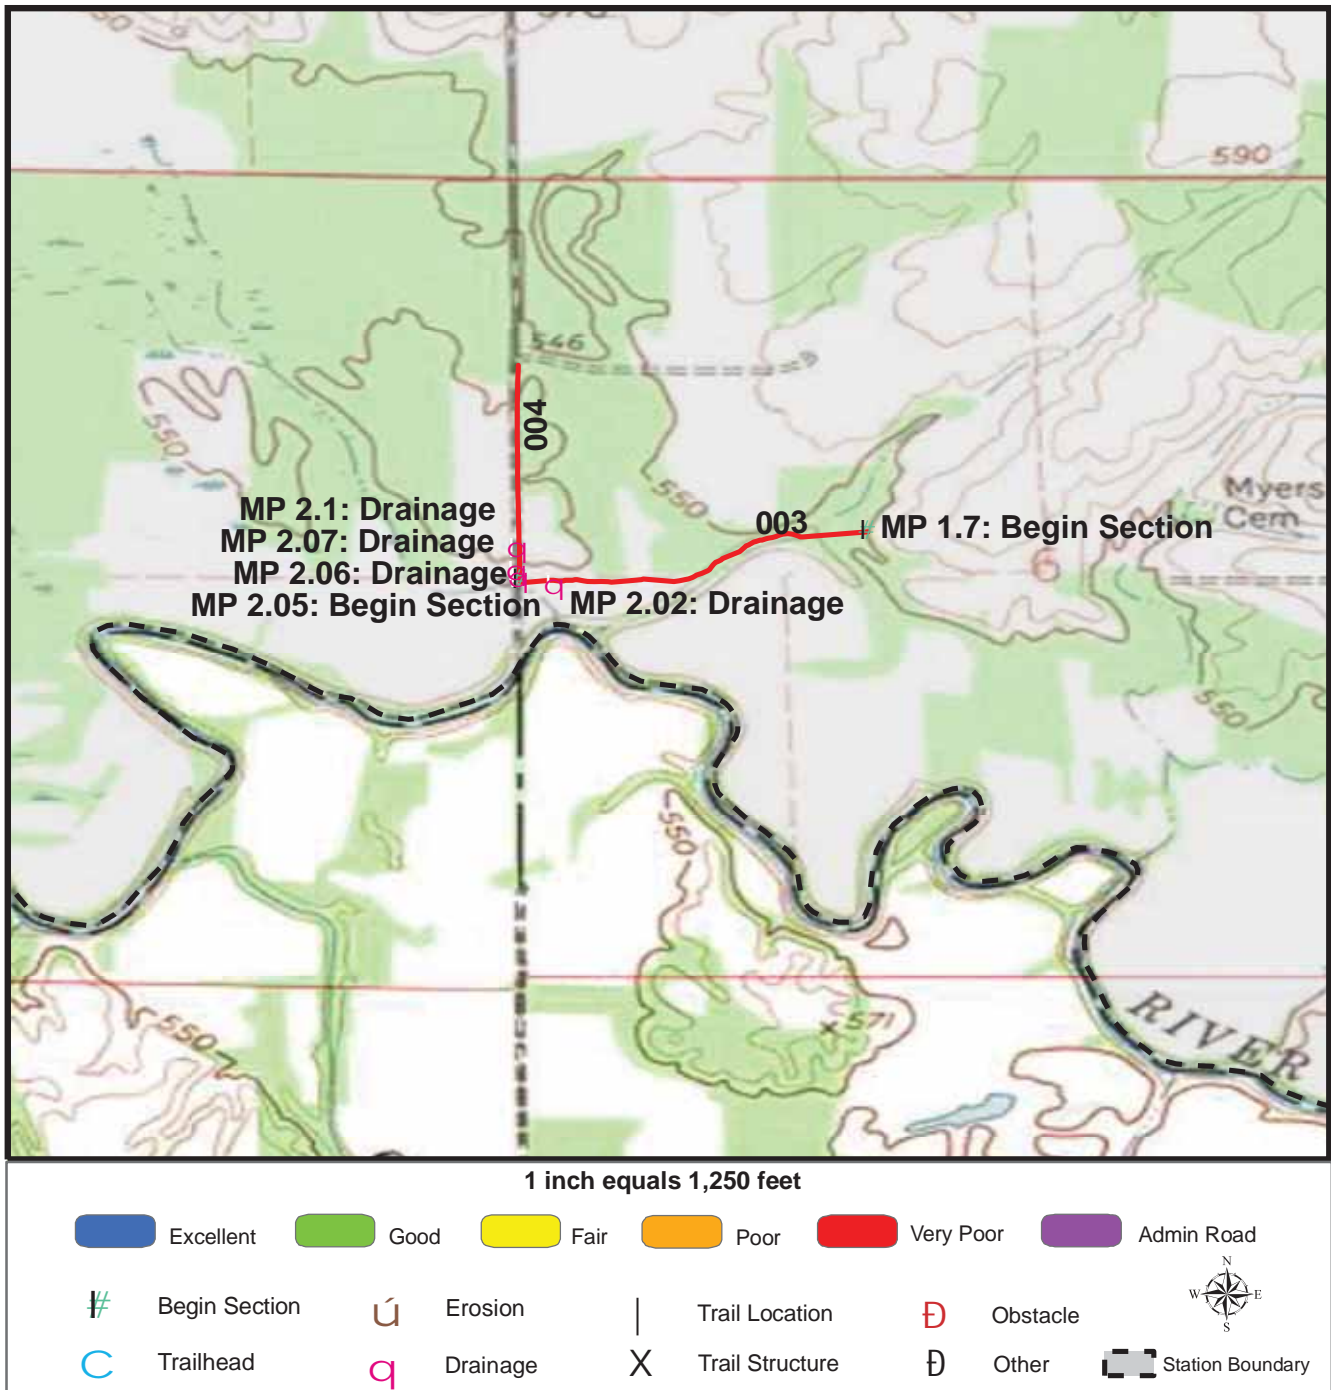 590
546
004
550
550
Myers
Cem
MP 2.1: Drainage
MP 2.07: Drainage
MP 2.06: Drainage
MP 2.05: Begin Section
003
MP 1.7: Begin Section
6
MP 2.02: Drainage
550
550
571
550
RIVER
1 inch equals 1,250 feet
Excellent Good Fair Poor Very Poor Admin Road
N
W E
S
# Begin Section ú Erosion | Trail Location Đ Obstacle
C Trailhead q Drainage X Trail Structure Đ Other Station Boundary